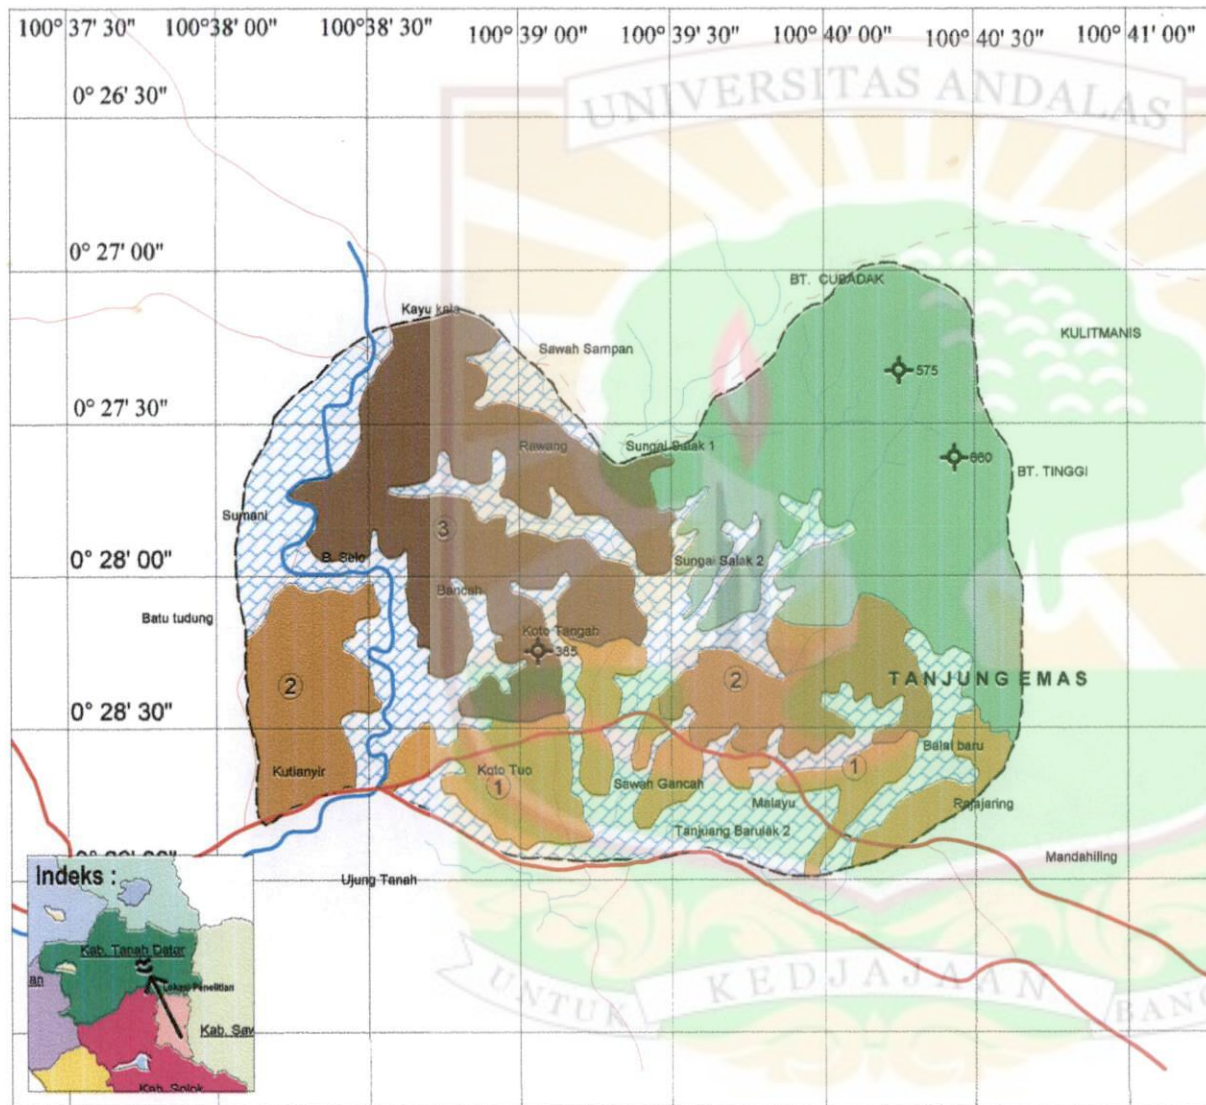 100° 37' 30" 100° 38' 00" 100° 38' 30" 100° 39' 00" 100° 39' 30" 100° 40' 00" 100° 40' 30" 100° 41' 00"
UNIVERSITAS ANDALAS
0° 26' 30"
0° 27' 00"
BT. CUBADAK
Kayu kala
KULITMANIS
Sawah Sampan
575
0° 27' 30"
Rawang
Sungai Salak 1
660
BT. TINGGI
Sumani
3
0° 28' 00"
B. Selo
Sungai Salak 2
Bancah
Batu tudung
Koto Tangah
385
2
2
TANJUNG EMAS
0° 28' 30"
Balai baru
Kutianyir
Koto Tuo
1
Sawah Gancah
1
Malayu
Rajajaring
Tanjuang Barulak 2
Mandahiling
Ujung Tanah
Indeks :
Kab. Tanah Datar
an
Lokasi Penelitian
Kab. Saw
Kab. Solok
UNTUK KEDJAJAAN BANG